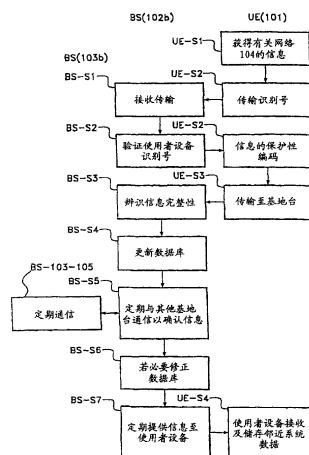 BS(102b)
UE(101)
BS(103b)
UE-S1
获得有关网络
104的信息
BS-S1
UE-S2
接收传输
传输识别号
BS-S2
UE-S2
验证使用者设备
识别号
信息的保护性
编码
BS-S3
UE-S3
辨识信息完整性
传输至基地台
BS-S4
更新数据库
BS-103-105
BS-S5
定期通信
定期与其他基地
台通信以确认信息
BS-S6
若必要修正
数据库
BS-S7
UE-S4
定期提供信息至
使用者设备
使用者设备接收
及储存邻近系统
数据